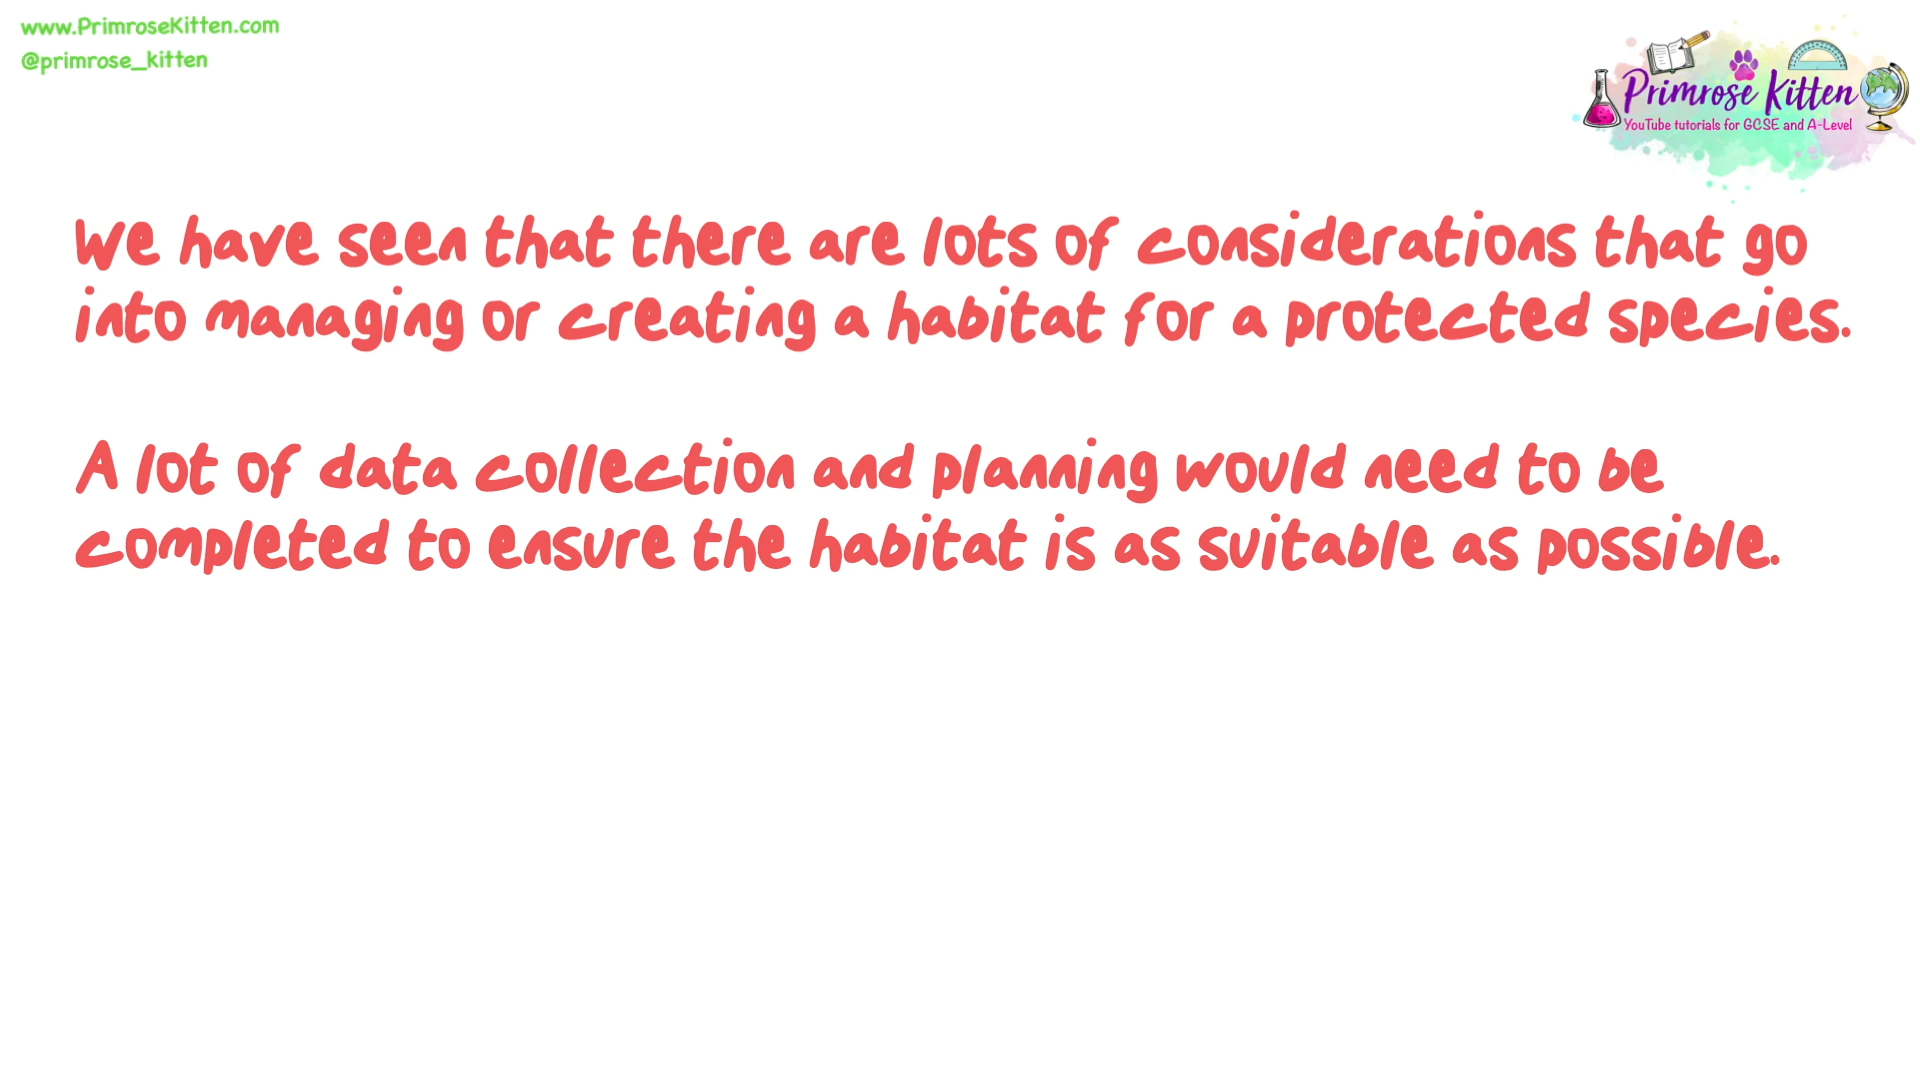 www.PrimroseKitten.com
@primrose_kitten
Primrose Kitten
YouTube tutorials for GCSE and A-Level
We have seen that there are lots of considerations that go
into managing or creating a habitat for a protected species.
A lot of data collection and planning would need to be
completed to ensure the habitat is as suitable as possible.